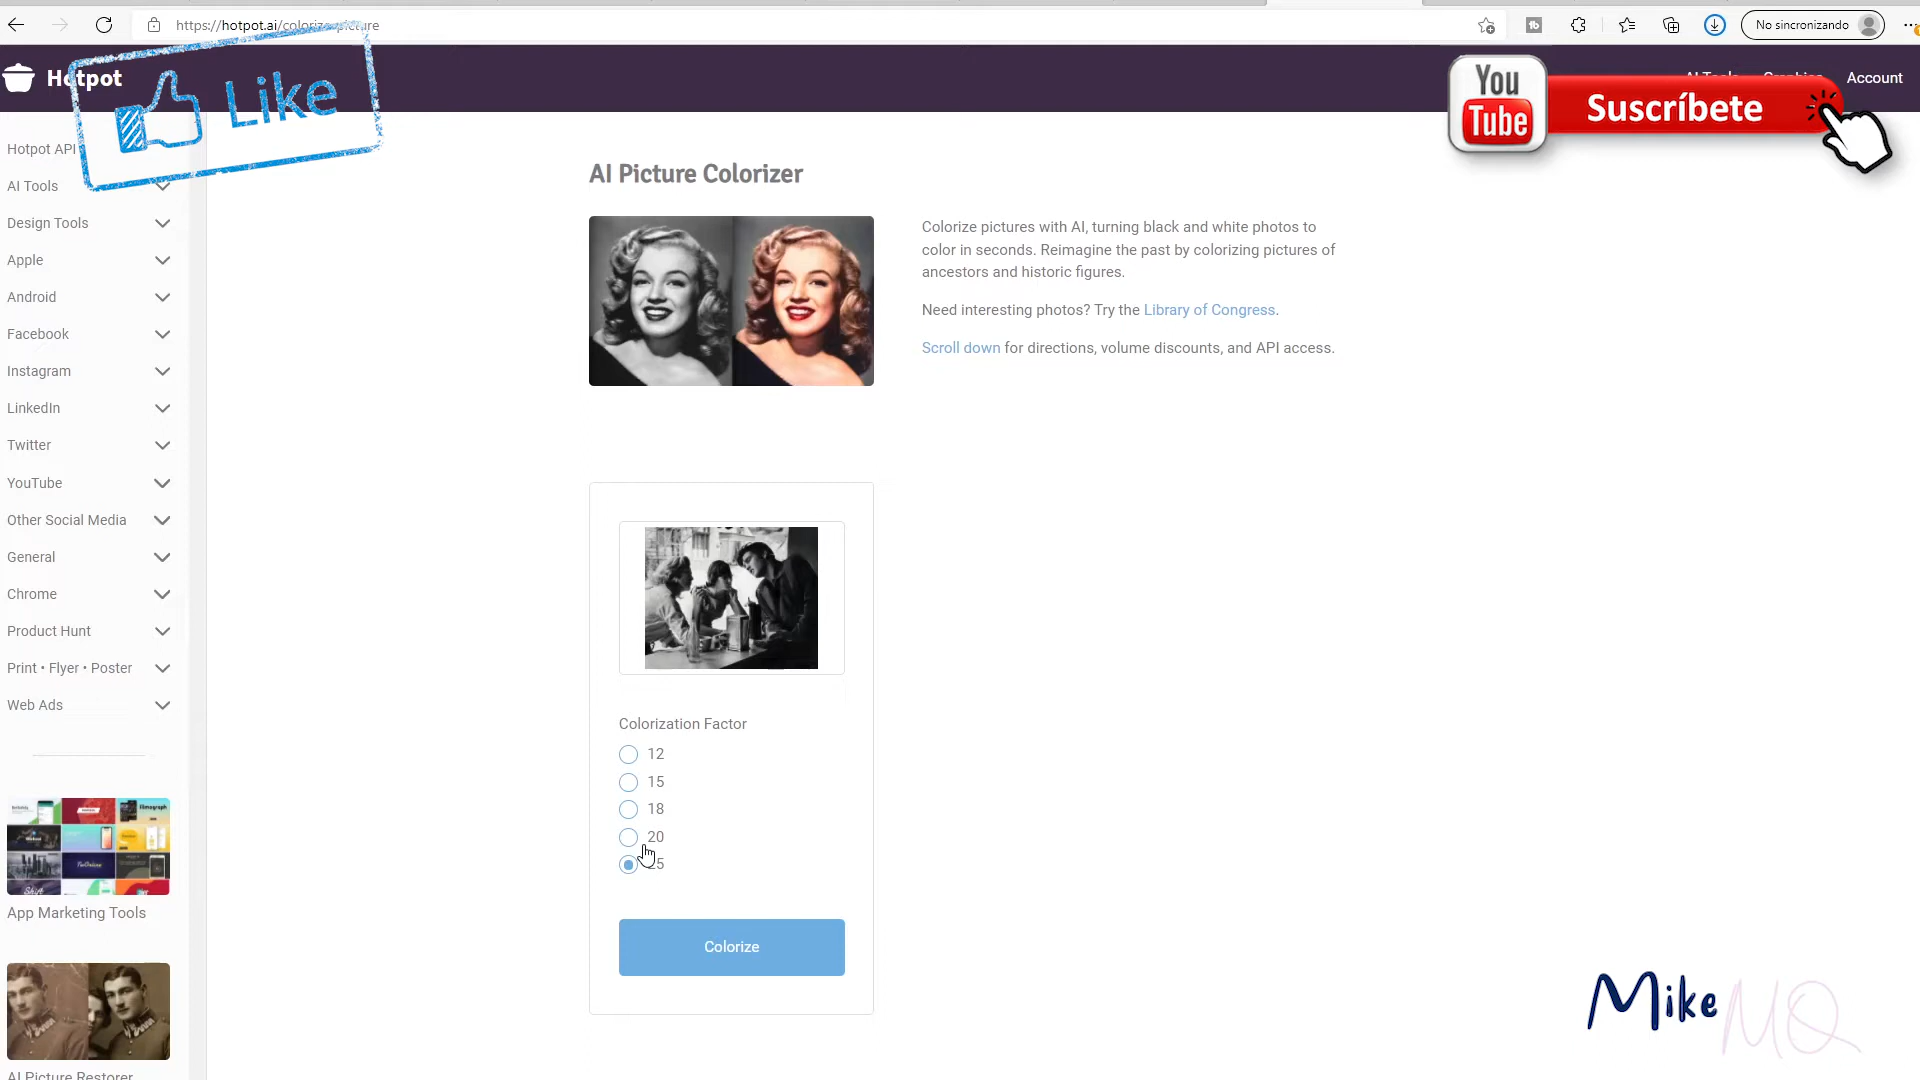 https://hotpot.ai/colorize-picture
No sincronizando
Hotpot
Like
AI Tools
Graphics
Account
You
Tube
Suscríbete
Hotpot API
AI Tools
Design Tools
Apple
Android
Facebook
Instagram
LinkedIn
Twitter
YouTube
Other Social Media
General
Chrome
Product Hunt
Print • Flyer • Poster
Web Ads
App Marketing Tools
AI Picture Restorer
AI Picture Colorizer
Colorize pictures with AI, turning black and white photos to
color in seconds. Reimagine the past by colorizing pictures of
ancestors and historic figures.
Need interesting photos? Try the Library of Congress.
Scroll down for directions, volume discounts, and API access.
Colorization Factor
12
15
18
20
25
Colorize
Mike MQ